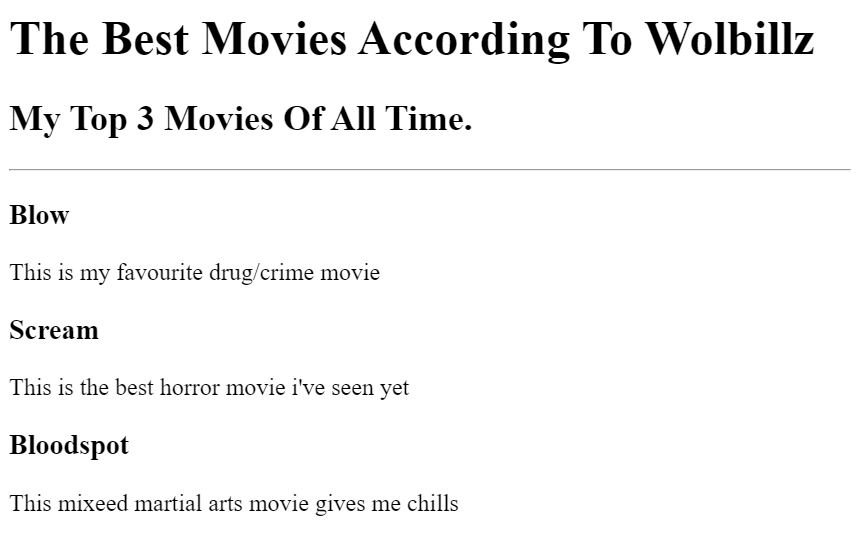 The Best Movies According To Wolbillz
My Top 3 Movies Of All Time.
Blow
This is my favourite drug/crime movie
Scream
This is the best horror movie i've seen yet
Bloodspot
This mixeed martial arts movie gives me chills